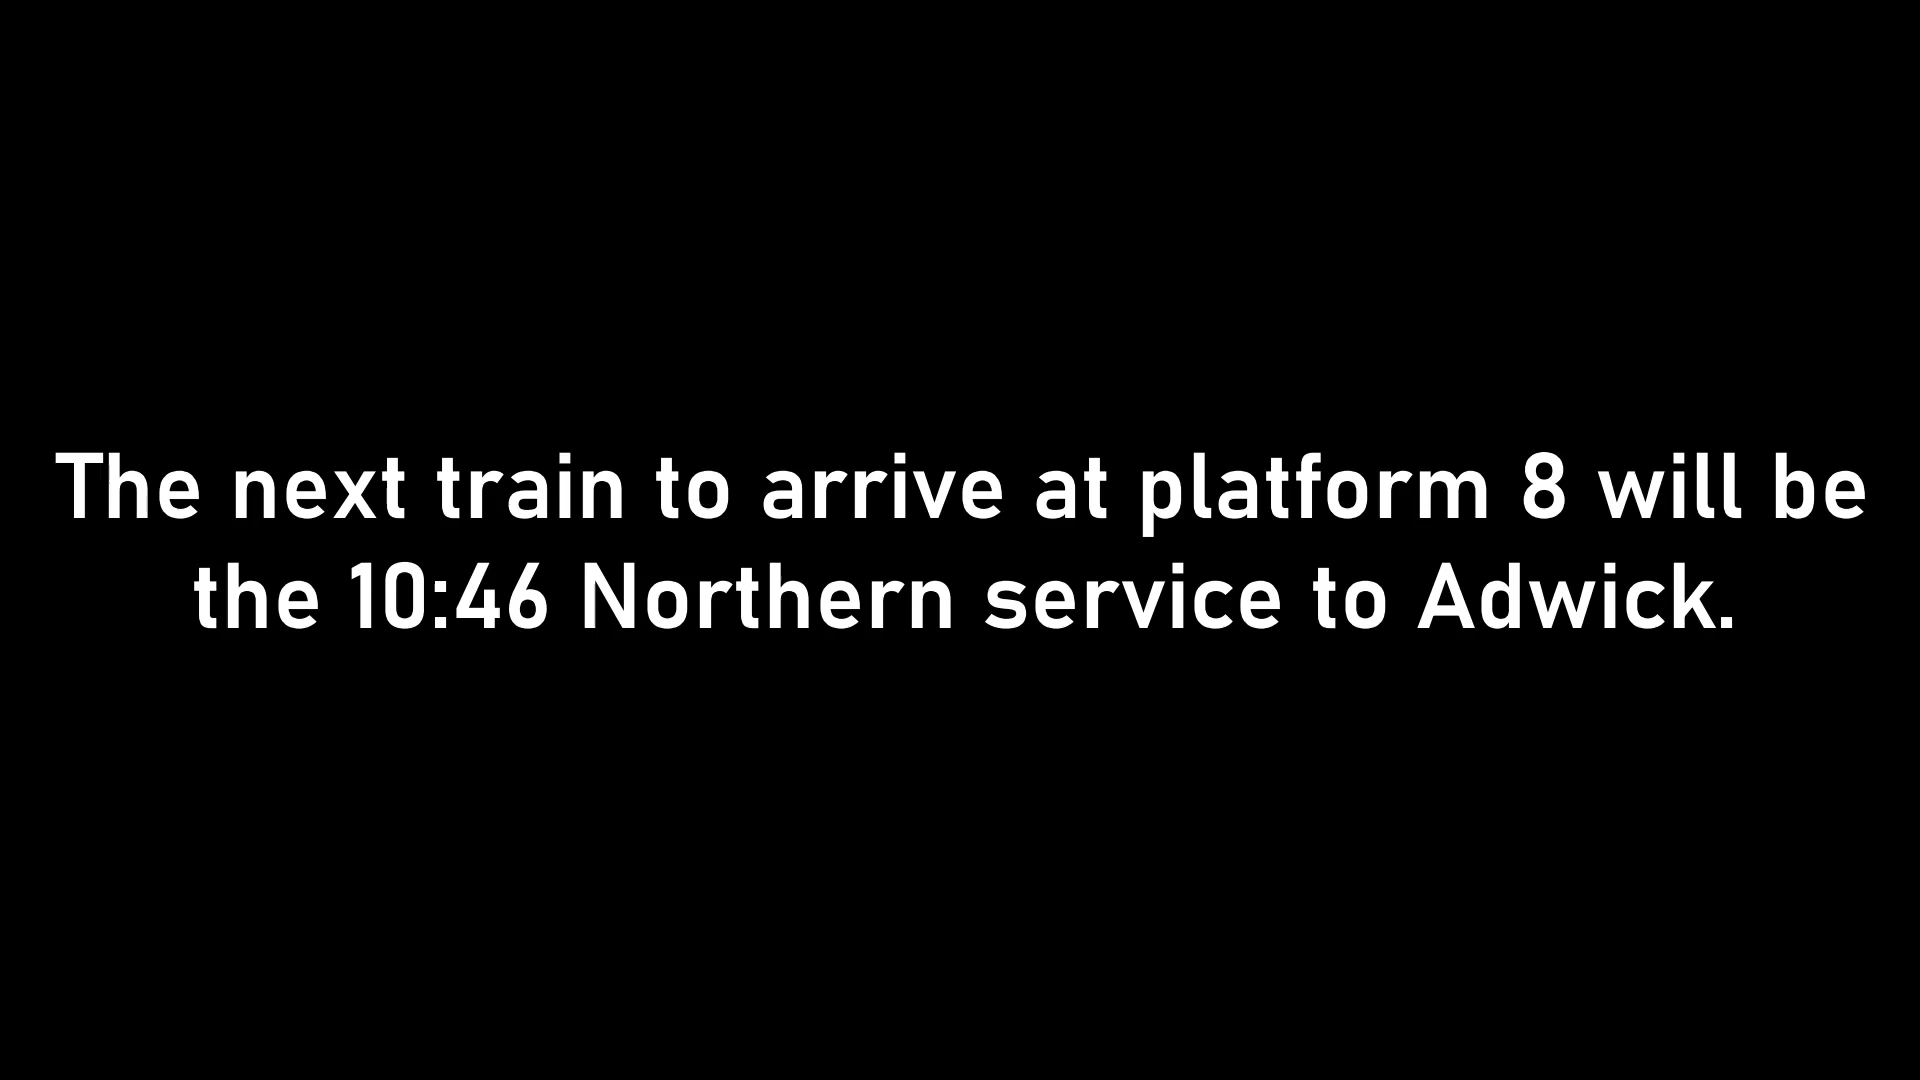 The next train to arrive at platform 8 will be
the 10:46 Northern service to Adwick.